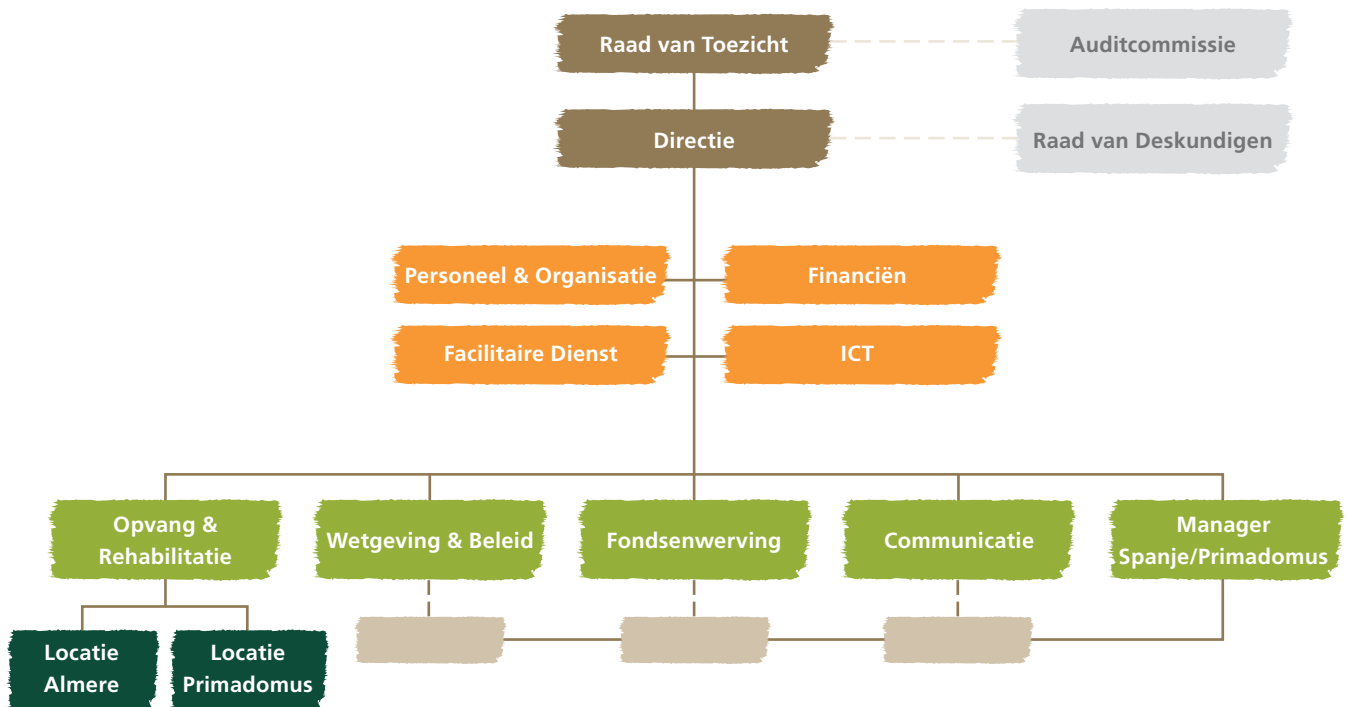 Raad van Toezicht
Auditcommissie
Directie
Raad van Deskundigen
Personeel & Organisatie
Financiën
Facilitaire Dienst
ICT
Opvang &
Rehabilitatie
Wetgeving & Beleid
Fondsenwerving
Communicatie
Manager
Spanje/Primadomus
Locatie
Almere
Locatie
Primadomus